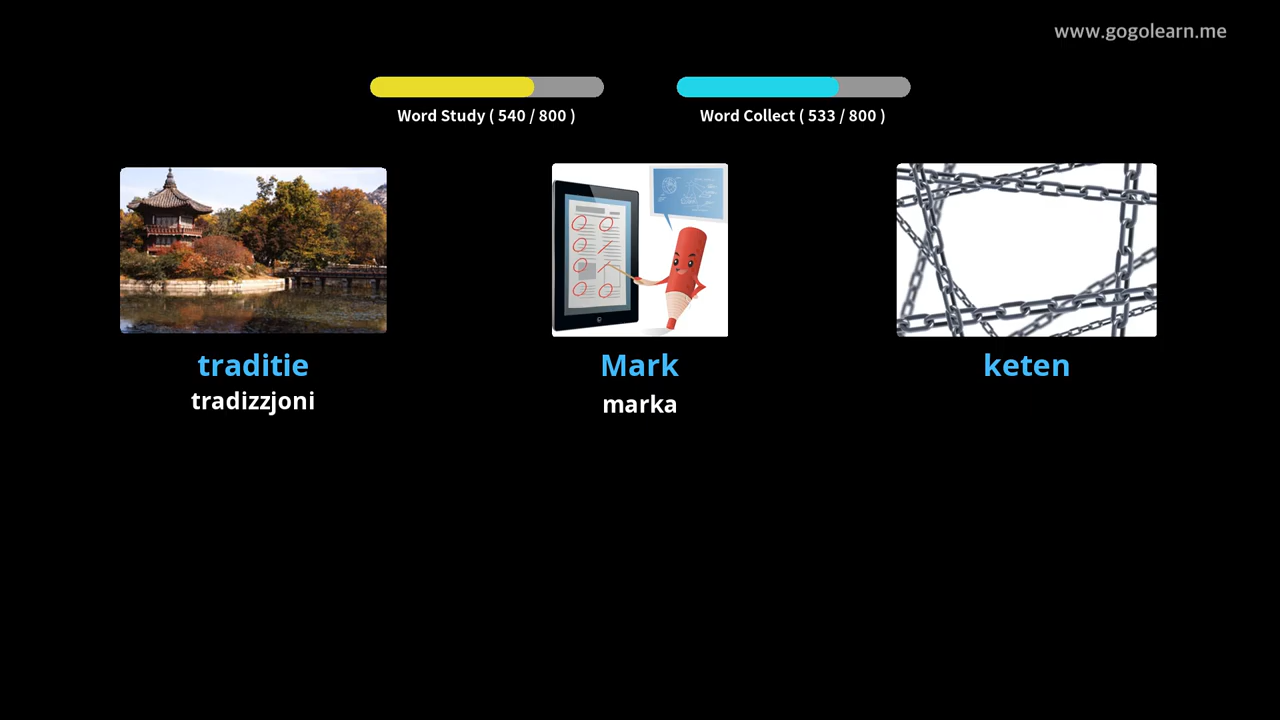 www.gogolearn.me
Word Study ( 540 / 800 )
Word Collect ( 533 / 800 )
traditie
tradizzjoni
Mark
marka
keten